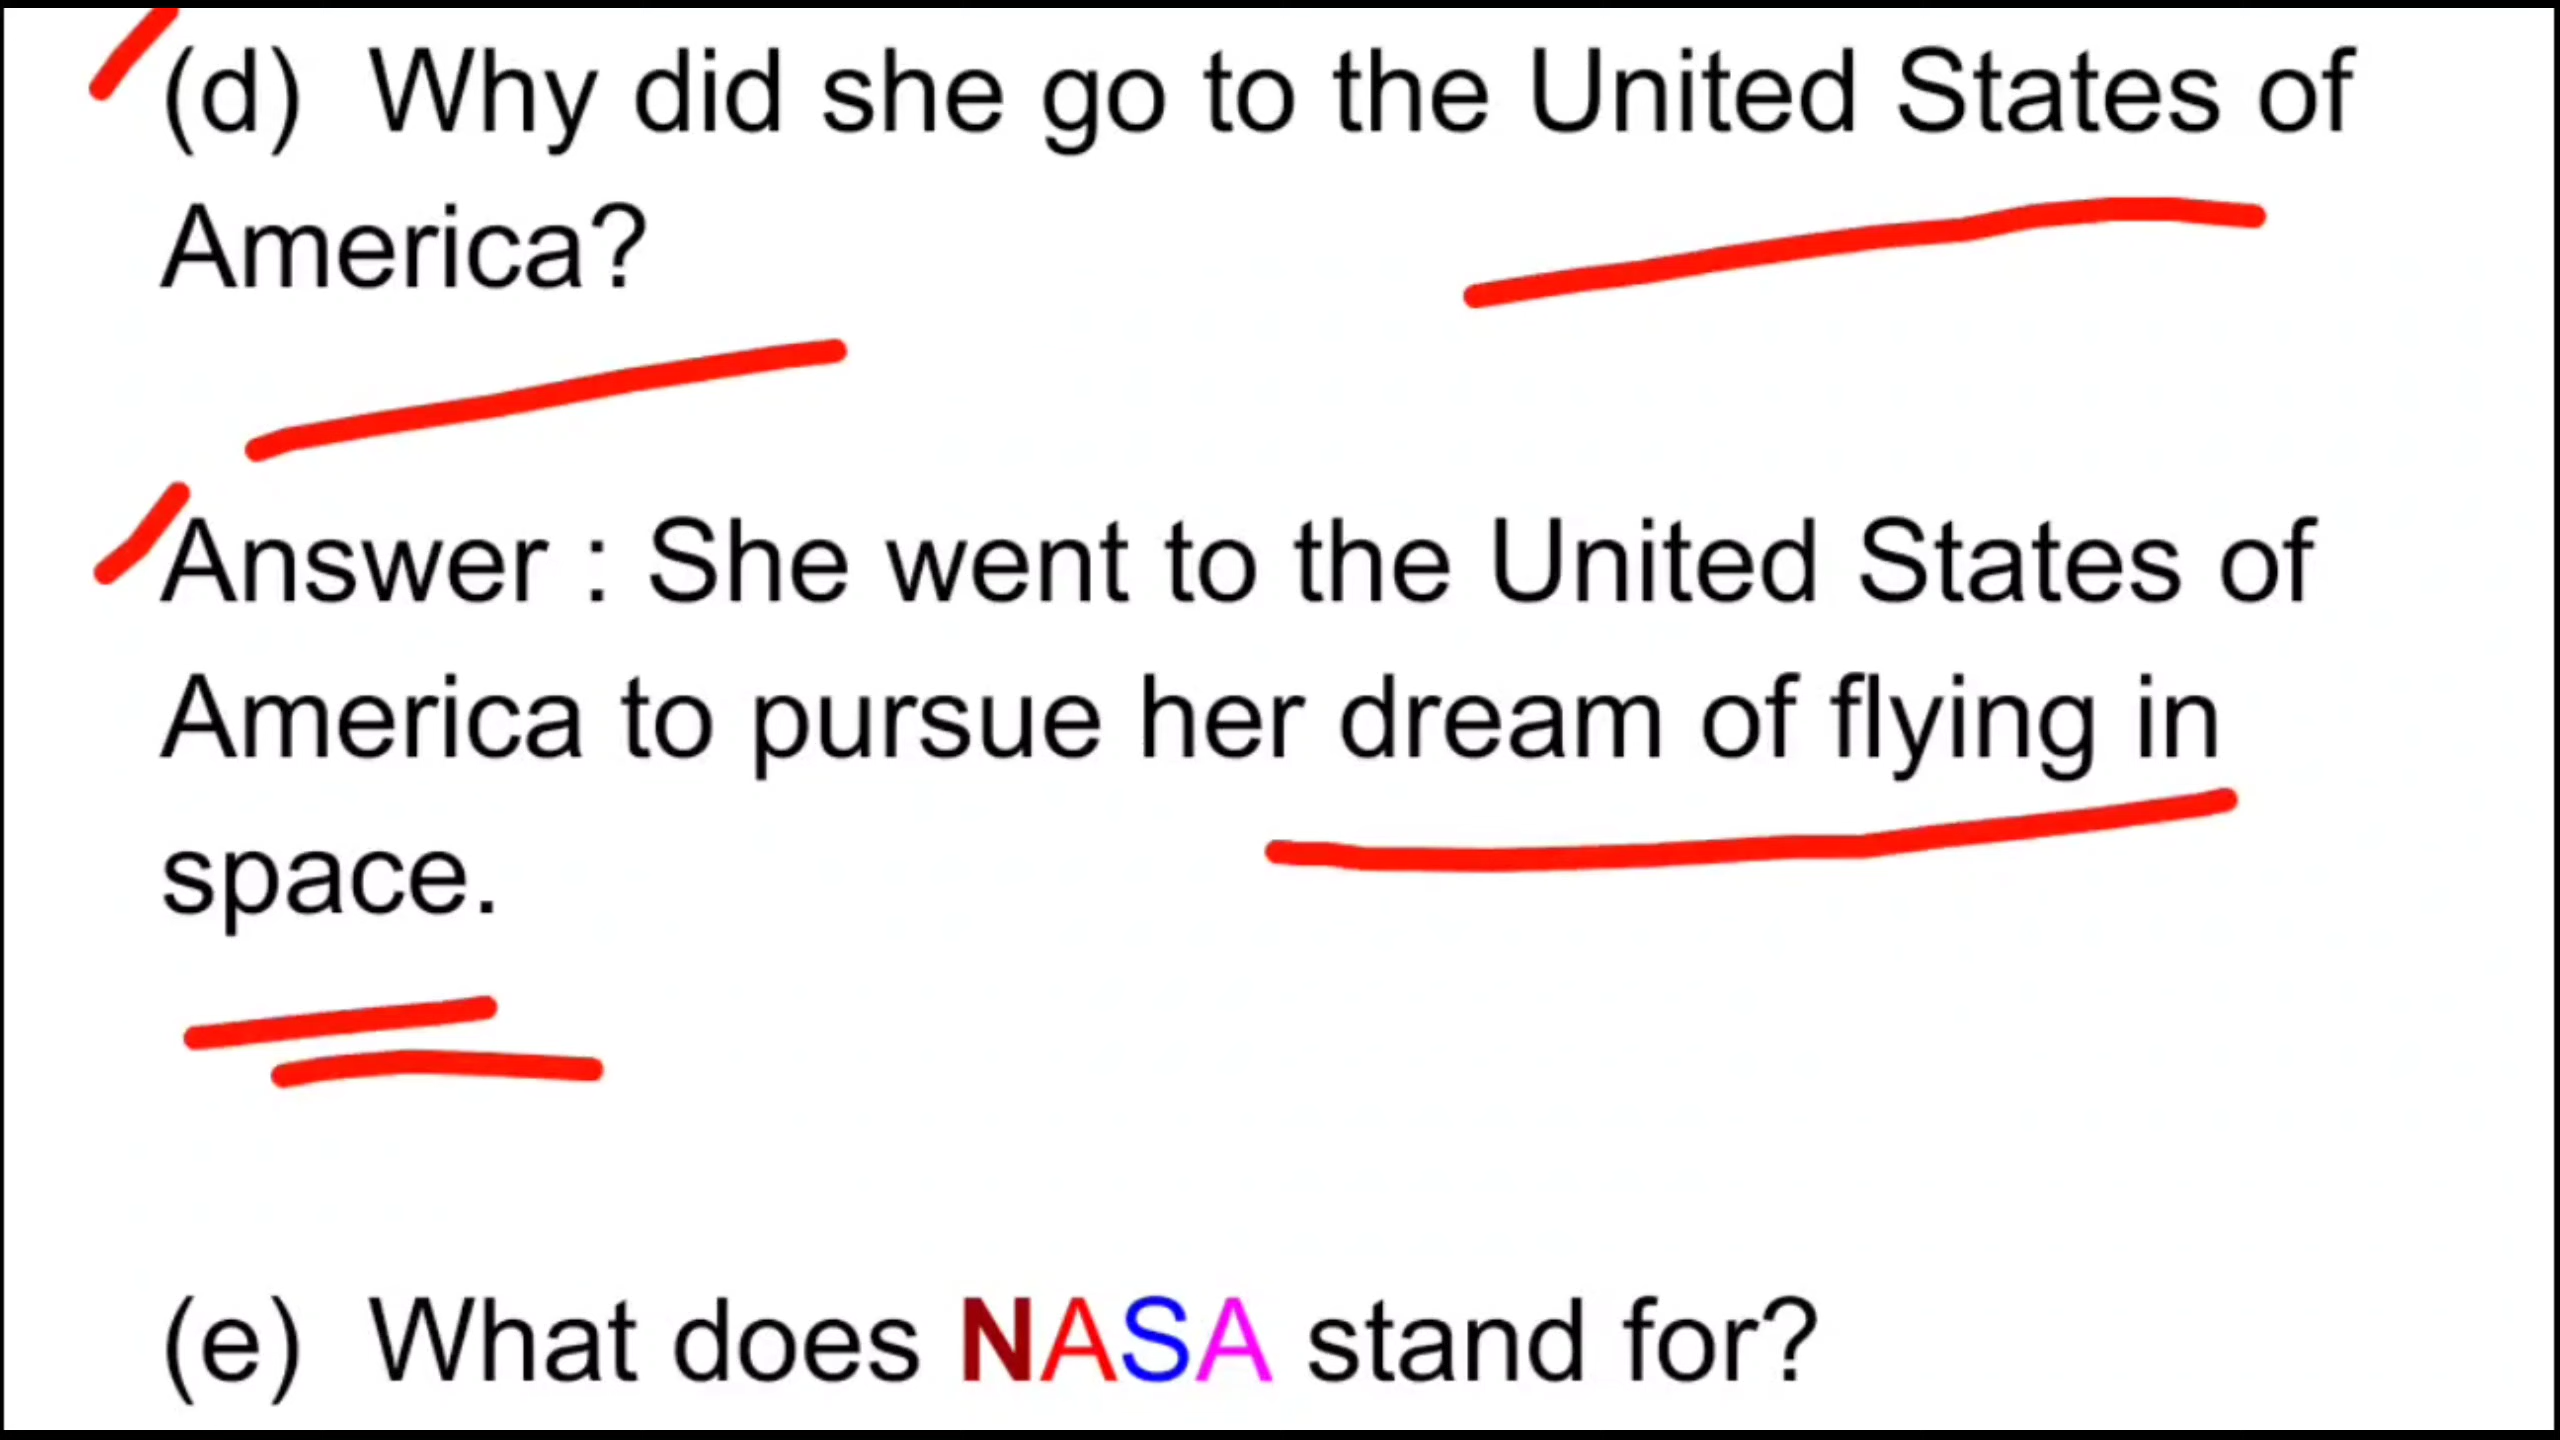 (d) Why did she go to the United States of
America?
Answer : She went to the United States of
America to pursue her dream of flying in
space.
(e) What does NASA stand for?